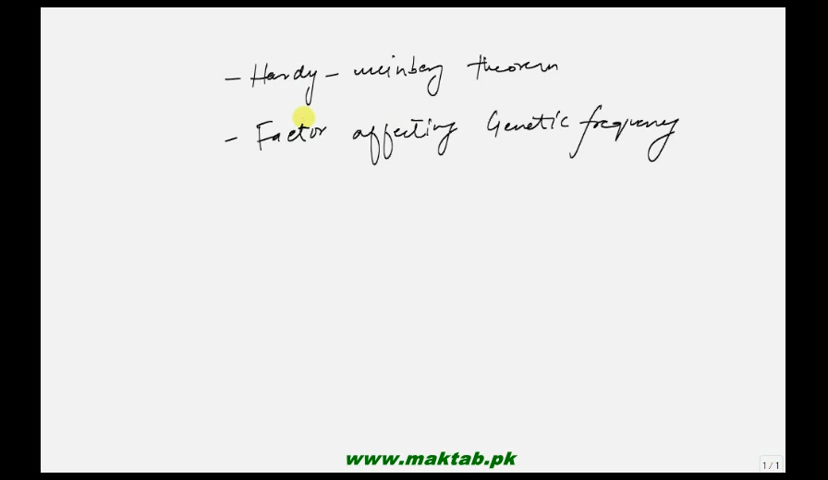 - Hardy - weinberg theorem
- Factor affecting Genetic frequency
www.maktab.pk
1/1